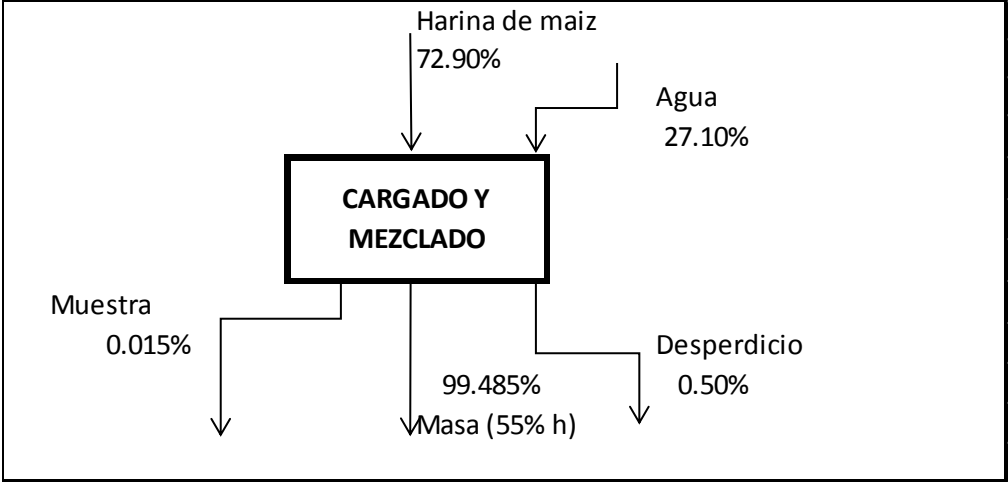 Harina de maiz
72.90%
Agua
27.10%
CARGADO Y
MEZCLADO
Muestra
0.015%
Desperdicio
0.50%
99.485%
Masa (55% h)